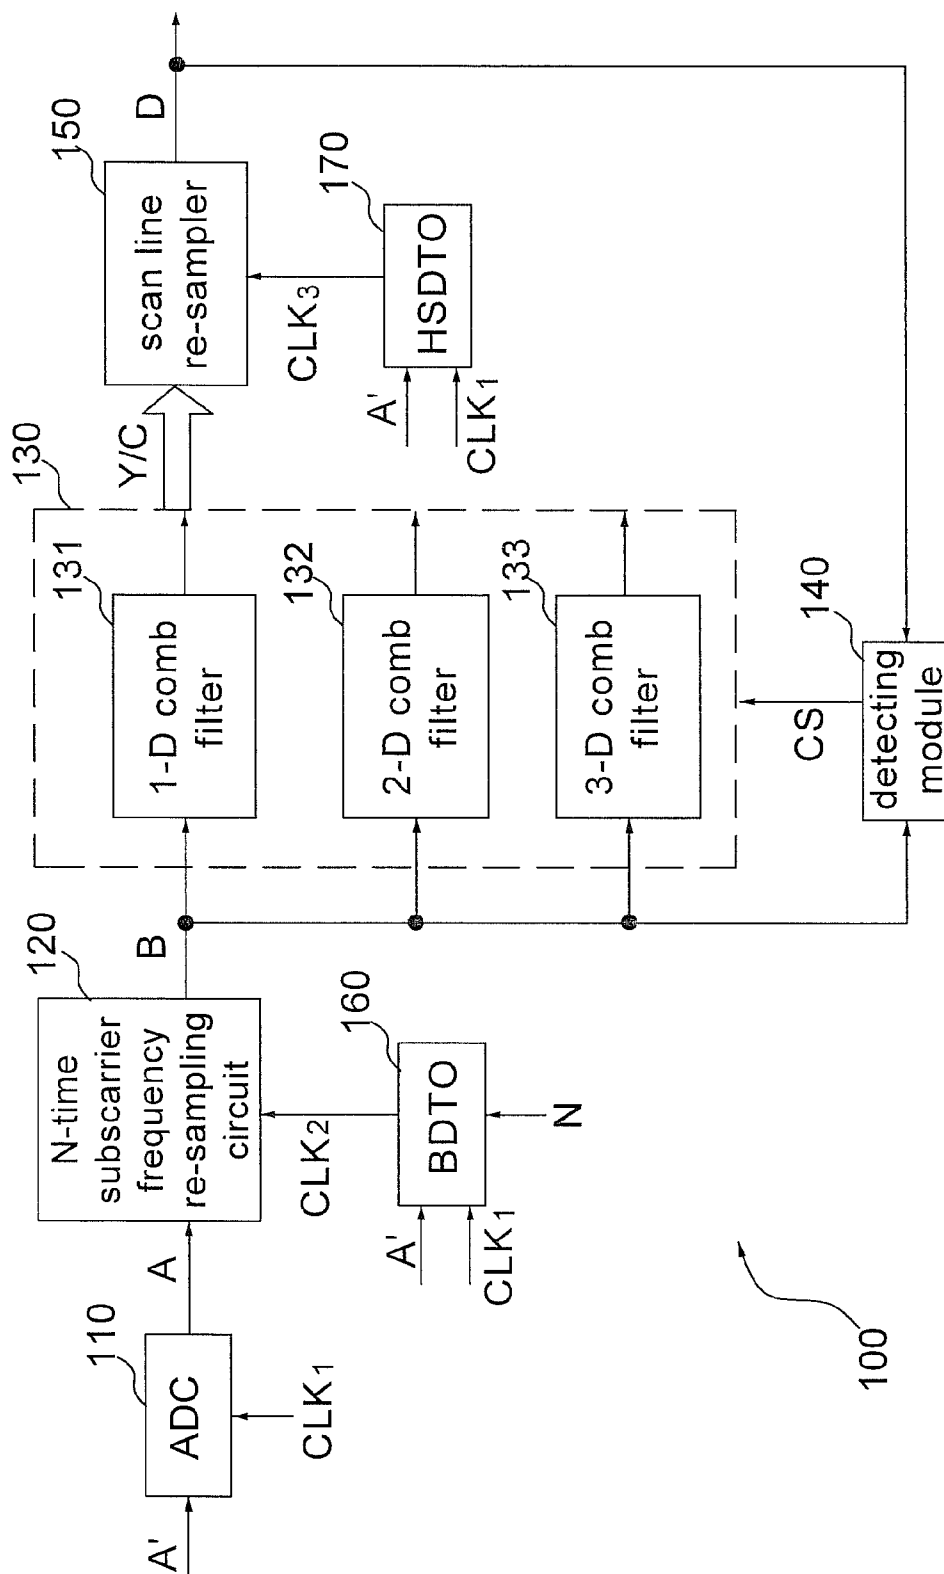 A'
110
ADC
CLK1
A
120
N-time
subscarrier
frequency
re-sampling
circuit
CLK2
160
BDTO
A'
CLK1
N
B
130
131
1-D comb
filter
132
2-D comb
filter
133
3-D comb
filter
Y/C
150
scan line
re-sampler
D
CLK3
170
HSDTO
A'
CLK1
CS
140
detecting
module
100